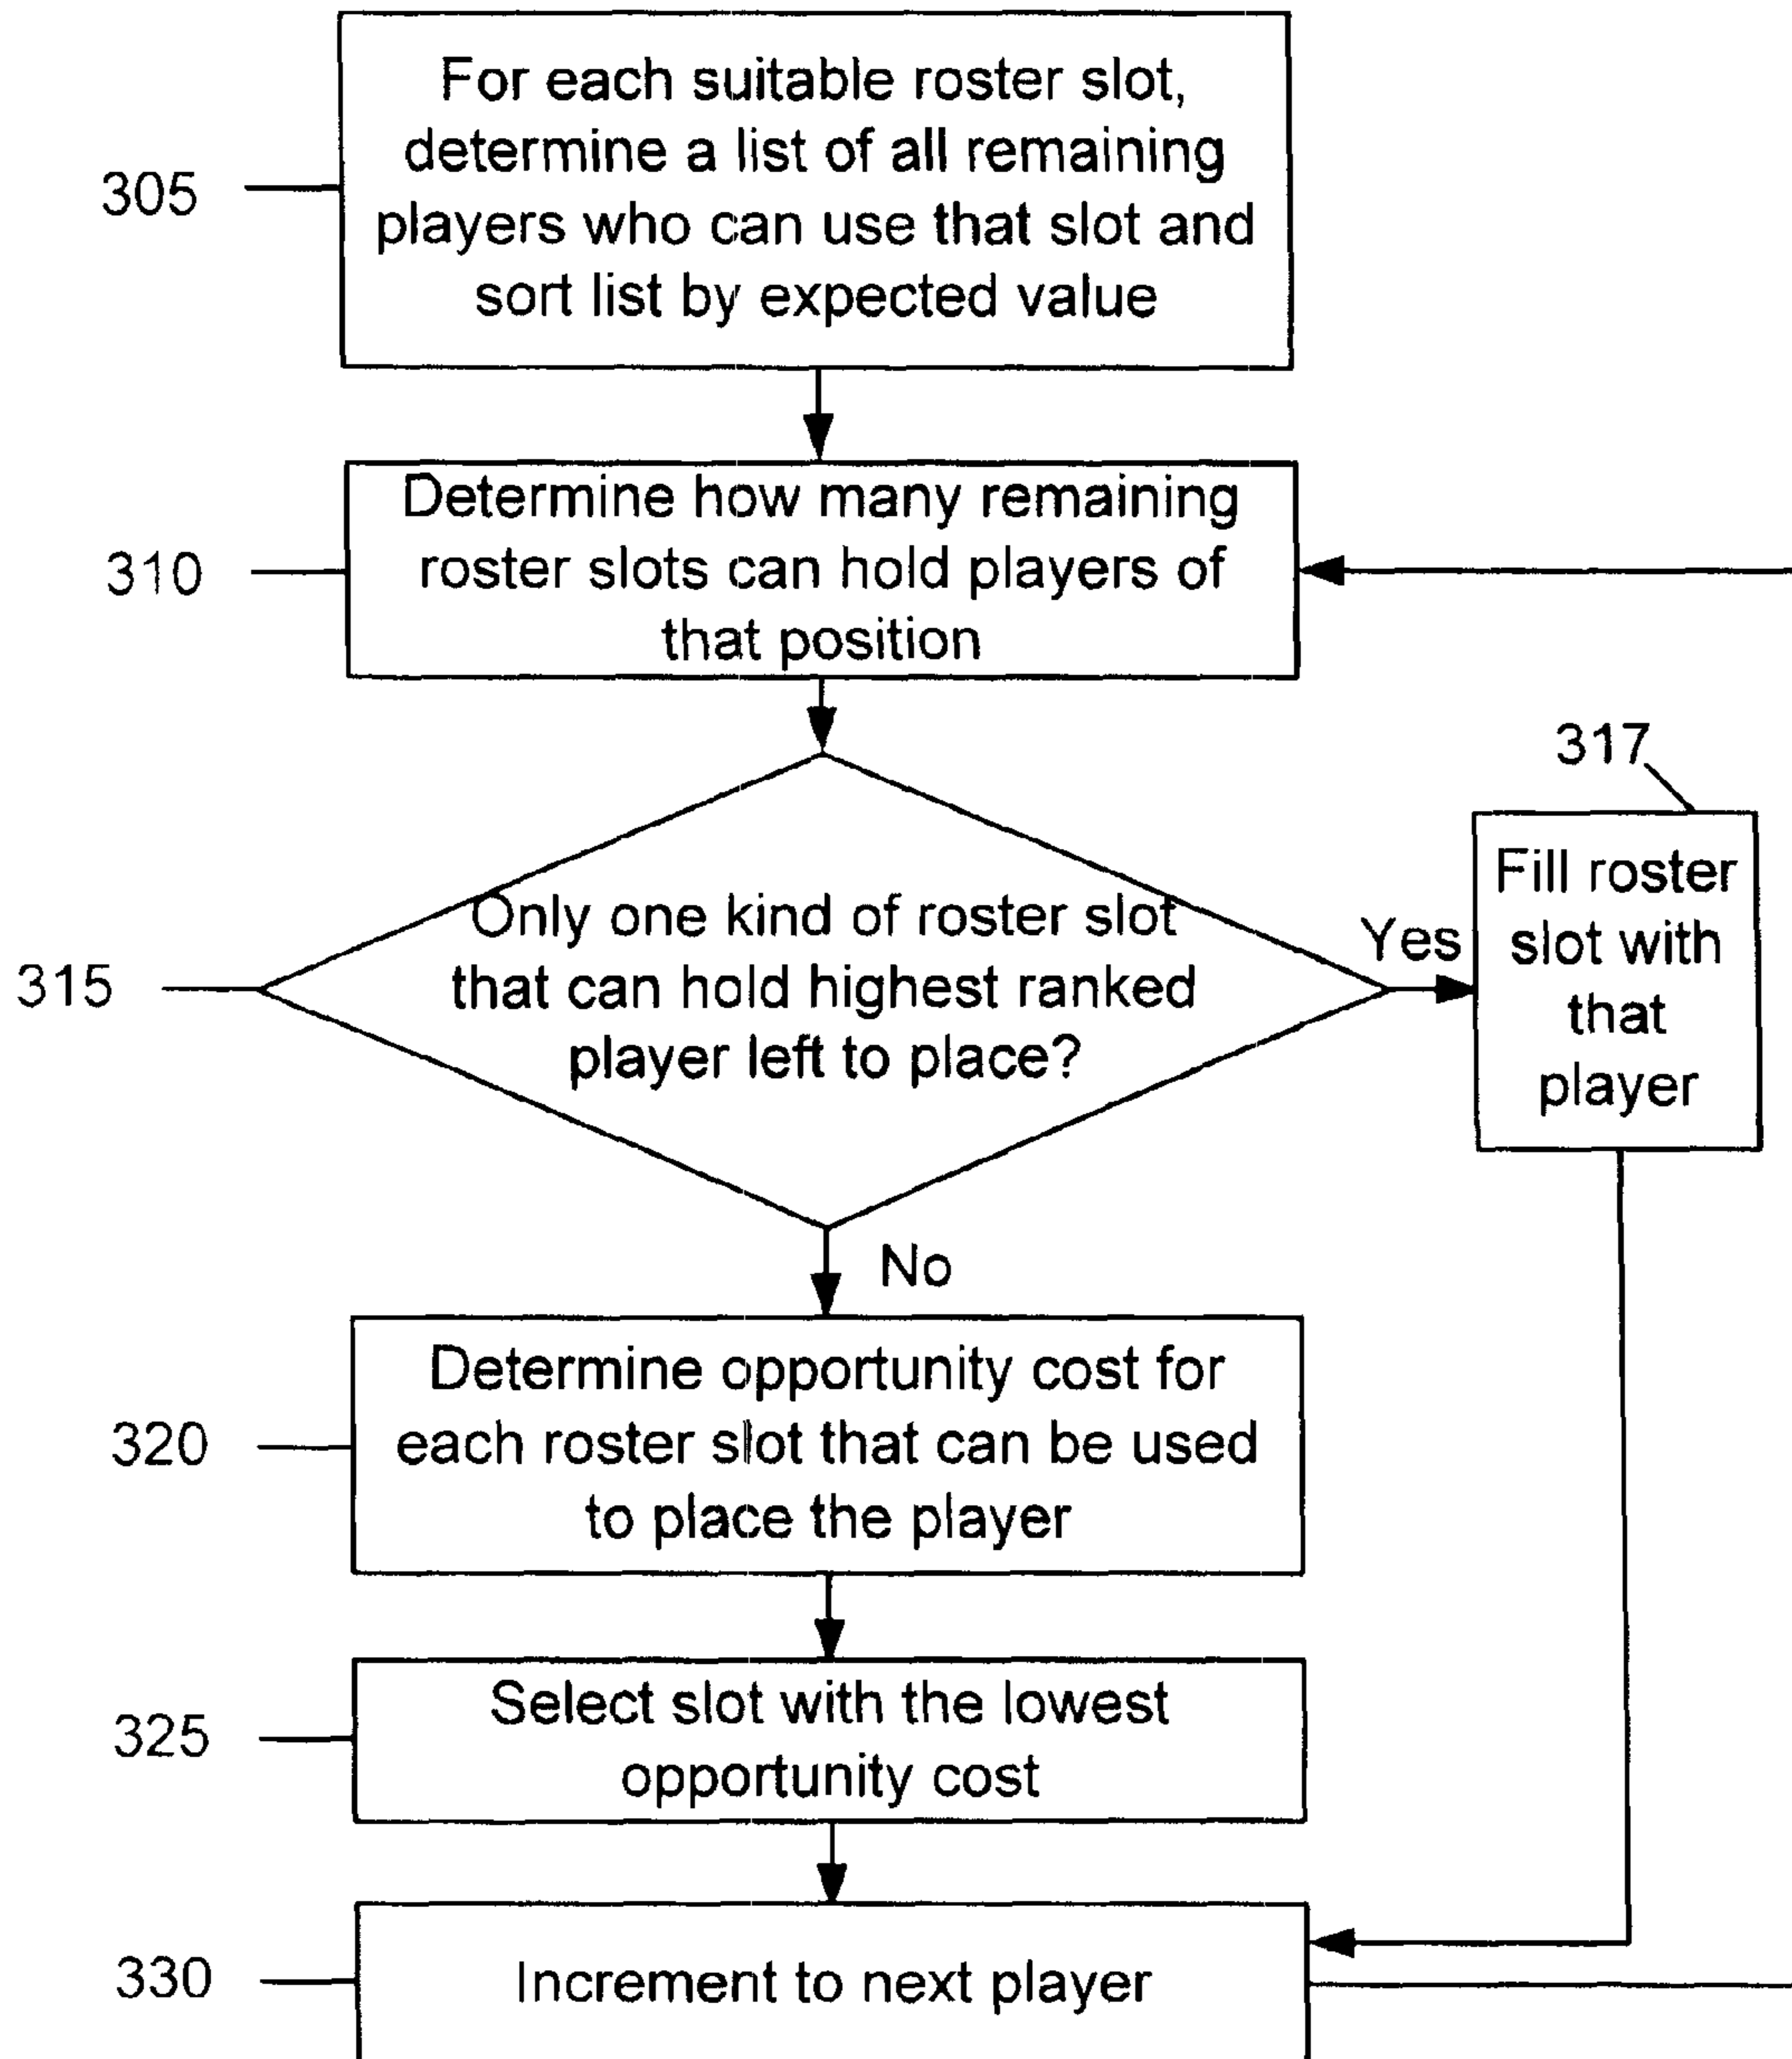 For each suitable roster slot,
determine a list of all remaining
players who can use that slot and
sort list by expected value
305
Determine how many remaining
roster slots can hold players of
that position
310
317
Only one kind of roster slot
that can hold highest ranked
player left to place?
315
Yes
Fill roster
slot with
that
player
No
Determine opportunity cost for
each roster slot that can be used
to place the player
320
Select slot with the lowest
opportunity cost
325
Increment to next player
330